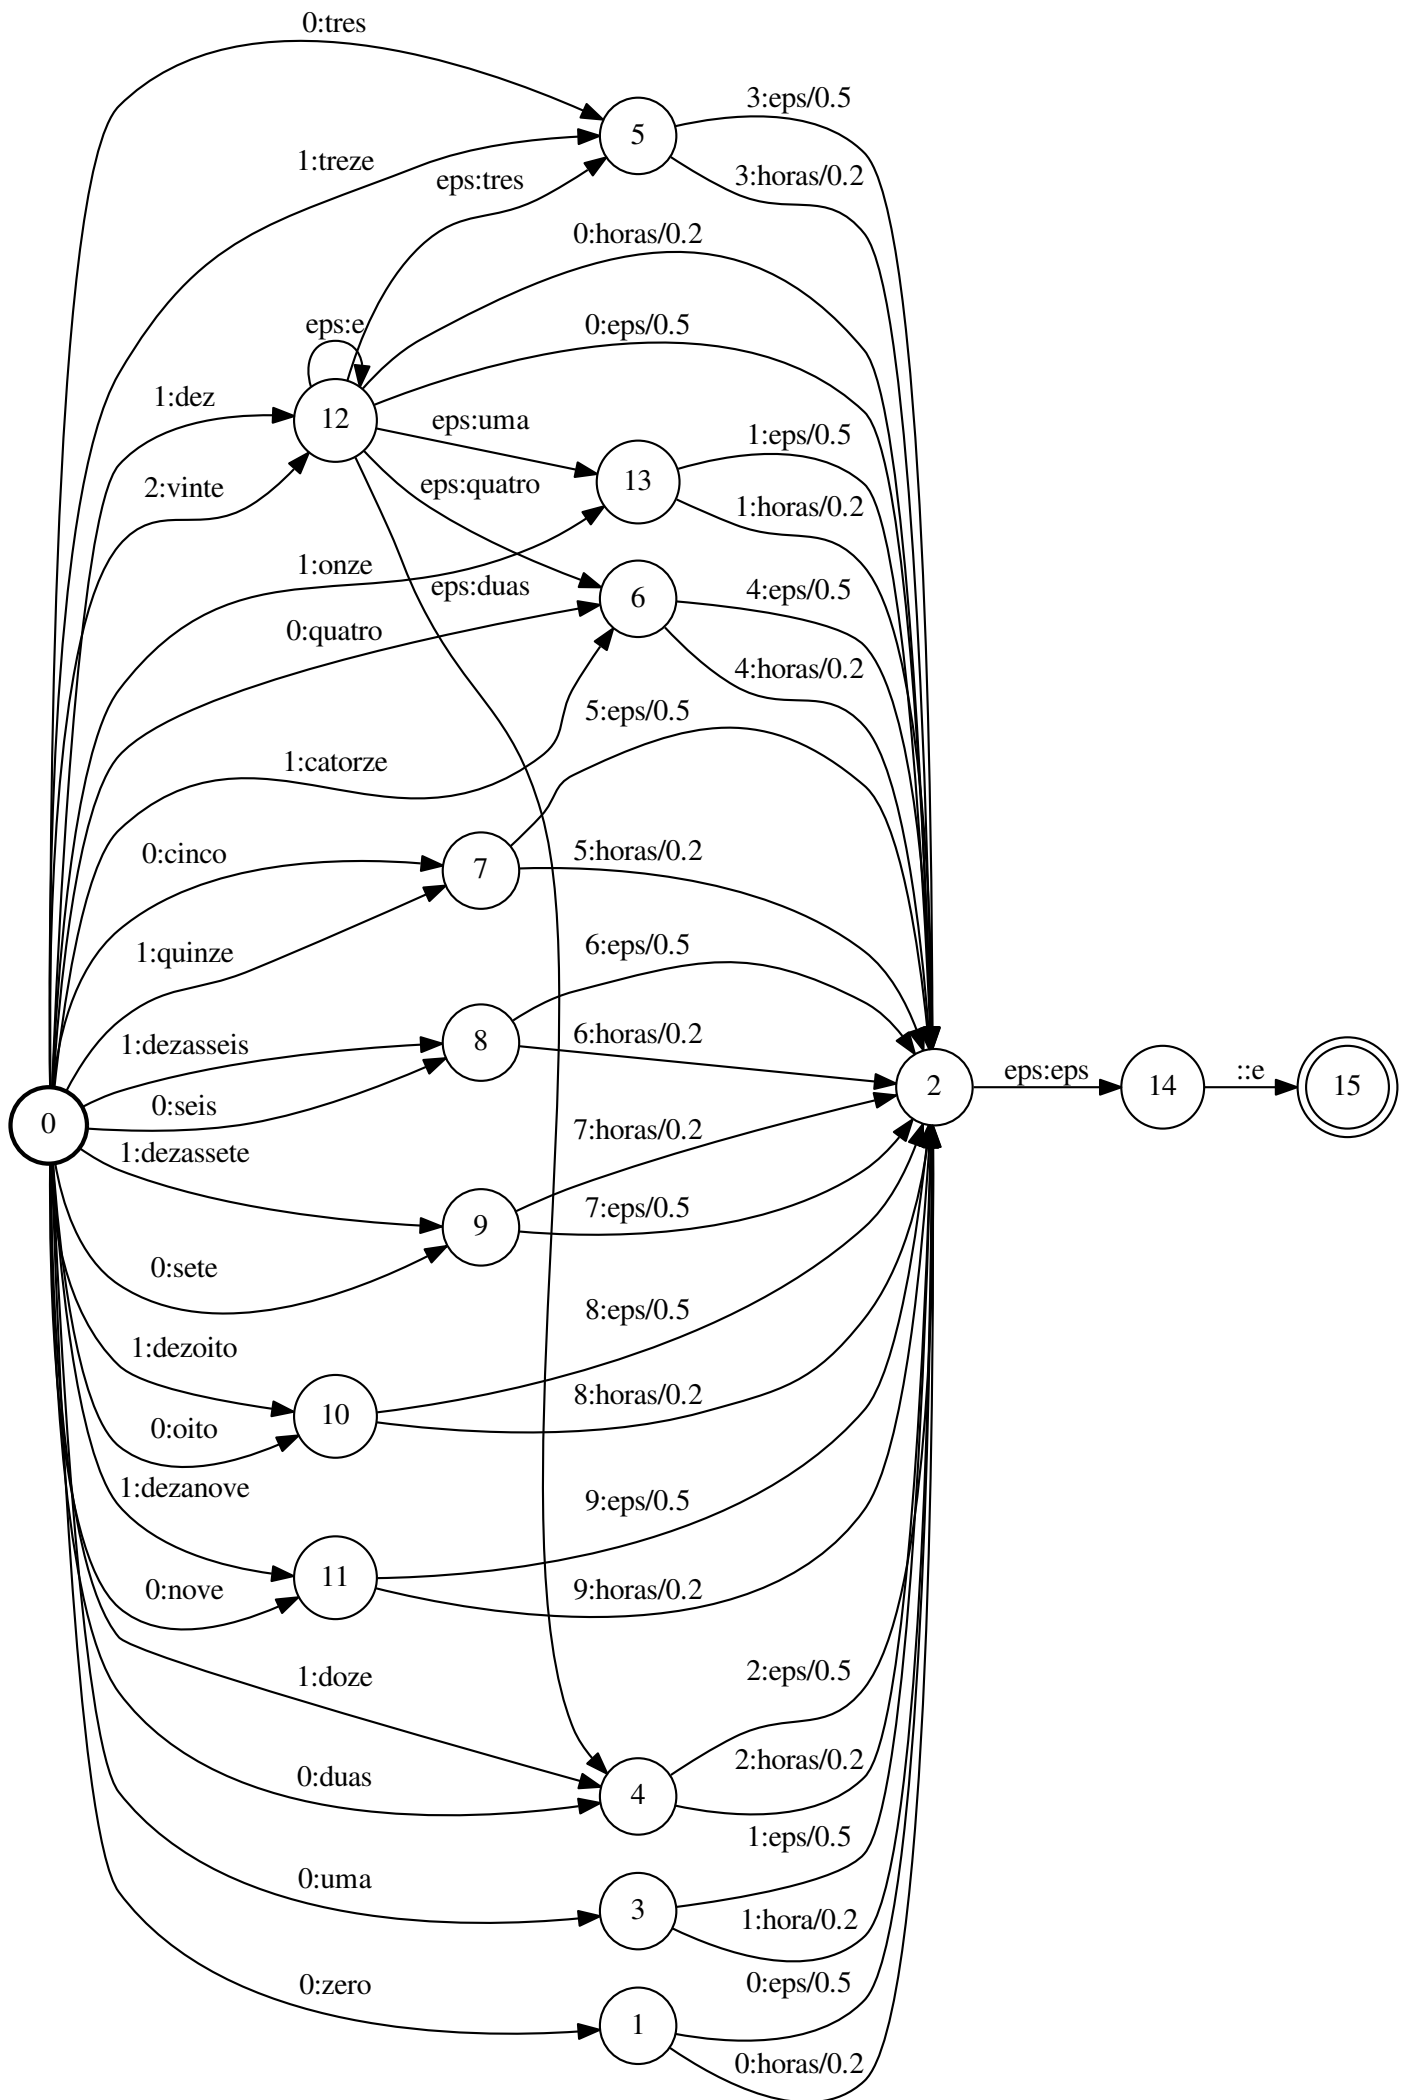 0:tres
3:eps/0.5
5
1:treze
3:horas/0.2
eps:tres
0:horas/0.2
eps:e
0:eps/0.5
1:dez
12
eps:uma
1:eps/0.5
2:vinte
eps:quatro
13
1:horas/0.2
1:onze
eps:duas
6
4:eps/0.5
0:quatro
4:horas/0.2
5:eps/0.5
1:catorze
0:cinco
7
5:horas/0.2
1:quinze
6:eps/0.5
1:dezasseis
8
6:horas/0.2
0:seis
2
eps:eps
14
::e
15
0
1:dezassete
7:horas/0.2
9
7:eps/0.5
0:sete
8:eps/0.5
1:dezoito
10
8:horas/0.2
0:oito
1:dezanove
9:eps/0.5
11
0:nove
9:horas/0.2
1:doze
2:eps/0.5
0:duas
4
2:horas/0.2
1:eps/0.5
0:uma
3
1:hora/0.2
0:zero
0:eps/0.5
1
0:horas/0.2